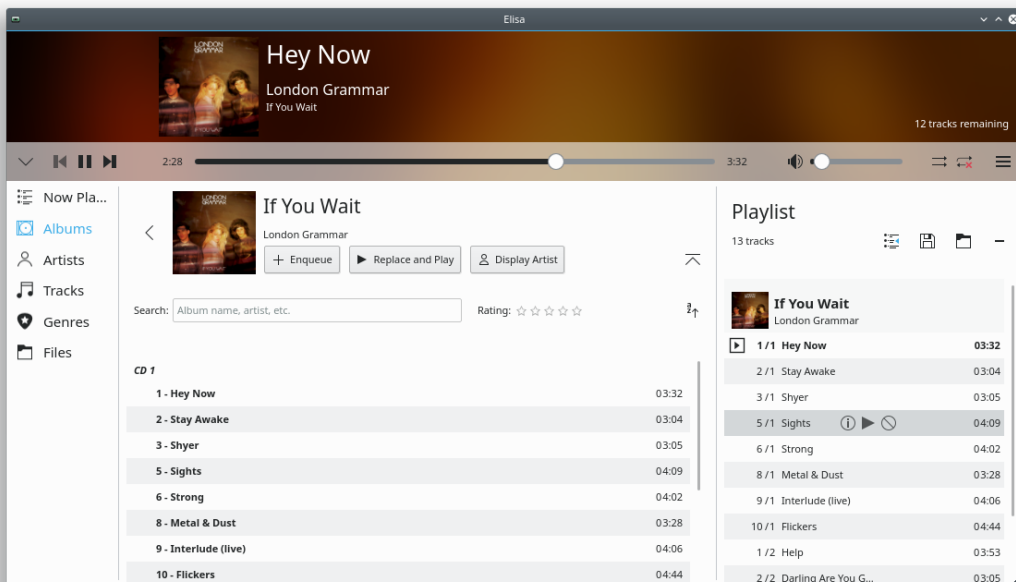 Elisa
LONDON
GRAMMAR
IF YOU WAIT
Hey Now
London Grammar
If You Wait
12 tracks remaining
2:28
3:32
Now Pla...
Albums
Artists
Tracks
Genres
Files
LONDON
GRAMMAR
If You Wait
London Grammar
Enqueue
Replace and Play
Display Artist
Search: Album name, artist, etc.
Rating:
CD 1
1 - Hey Now 03:32
2 - Stay Awake 03:04
3 - Shyer 03:05
5 - Sights 04:09
6 - Strong 04:02
8 - Metal & Dust 03:28
9 - Interlude (live) 04:06
10 - Flickers 04:44
Playlist
13 tracks
If You Wait
London Grammar
1/1 Hey Now 03:32
2/1 Stay Awake 03:04
3/1 Shyer 03:05
5/1 Sights 04:09
6/1 Strong 04:02
8/1 Metal & Dust 03:28
9/1 Interlude (live) 04:06
10/1 Flickers 04:44
1/2 Help 03:53
2/2 Darling Are You G... 03:05